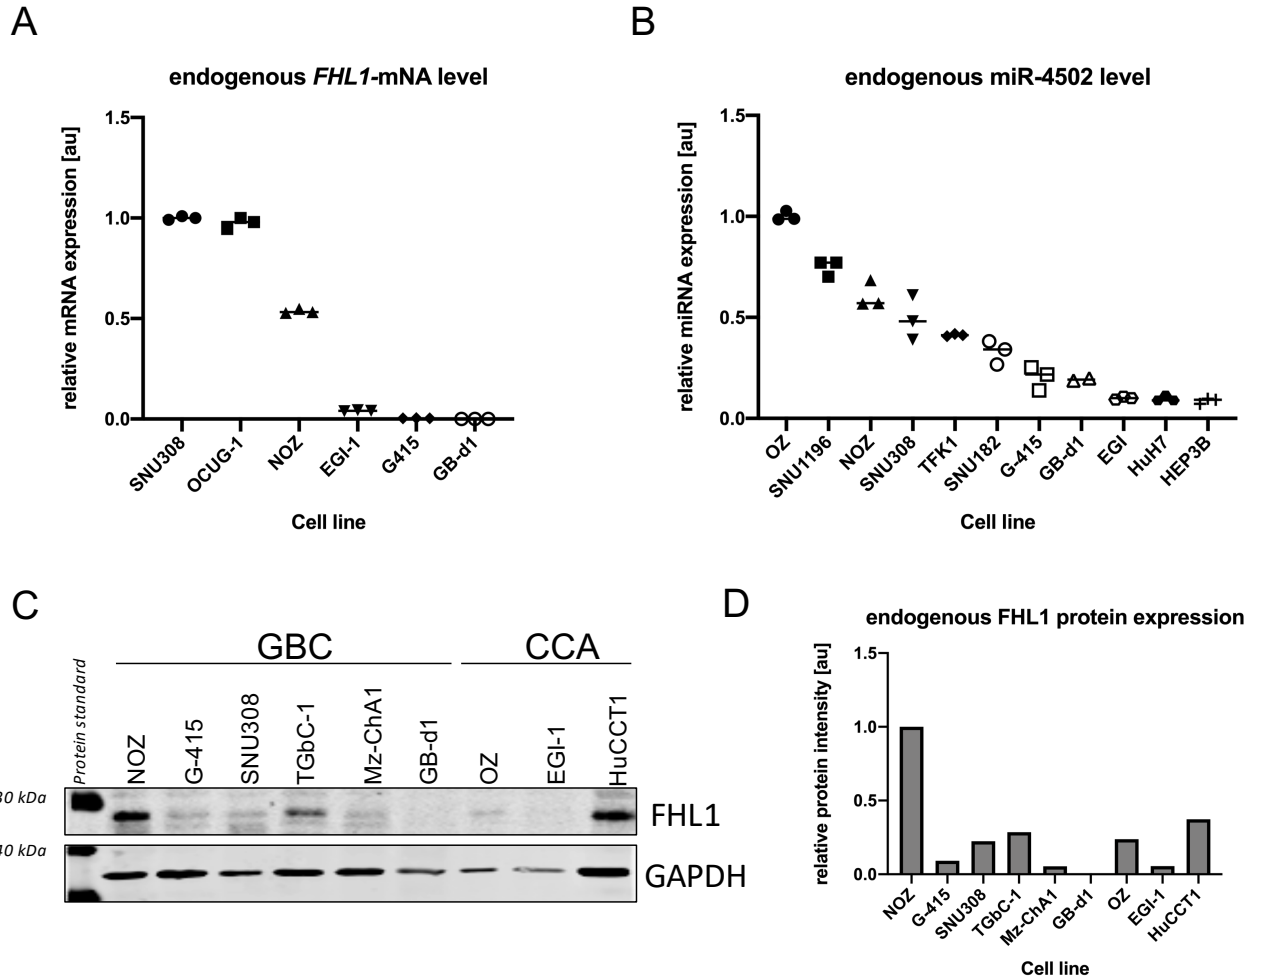 A
endogenous FHL1-mNA level
relative mRNA expression [au]
1.5
1.0
0.5
0.0
SNU308
OCUG-1
NOZ
EGI-1
G415
GB-d1
Cell line
B
endogenous miR-4502 level
relative miRNA expression [au]
1.5
1.0
0.5
0.0
OZ
SNU1196
NOZ
SNU308
TFK1
SNU182
G-415
GB-d1
EGI
HuH7
HEP3B
Cell line
C
GBC
CCA
Protein standard
NOZ
G-415
SNU308
TGbC-1
Mz-ChA1
GB-d1
OZ
EGI-1
HuCCT1
30 kDa
FHL1
40 kDa
GAPDH
D
endogenous FHL1 protein expression
relative protein intensity [au]
1.5
1.0
0.5
0.0
NOZ
G-415
SNU308
TGbC-1
Mz-ChA1
GB-d1
OZ
EGI-1
HuCCT1
Cell line